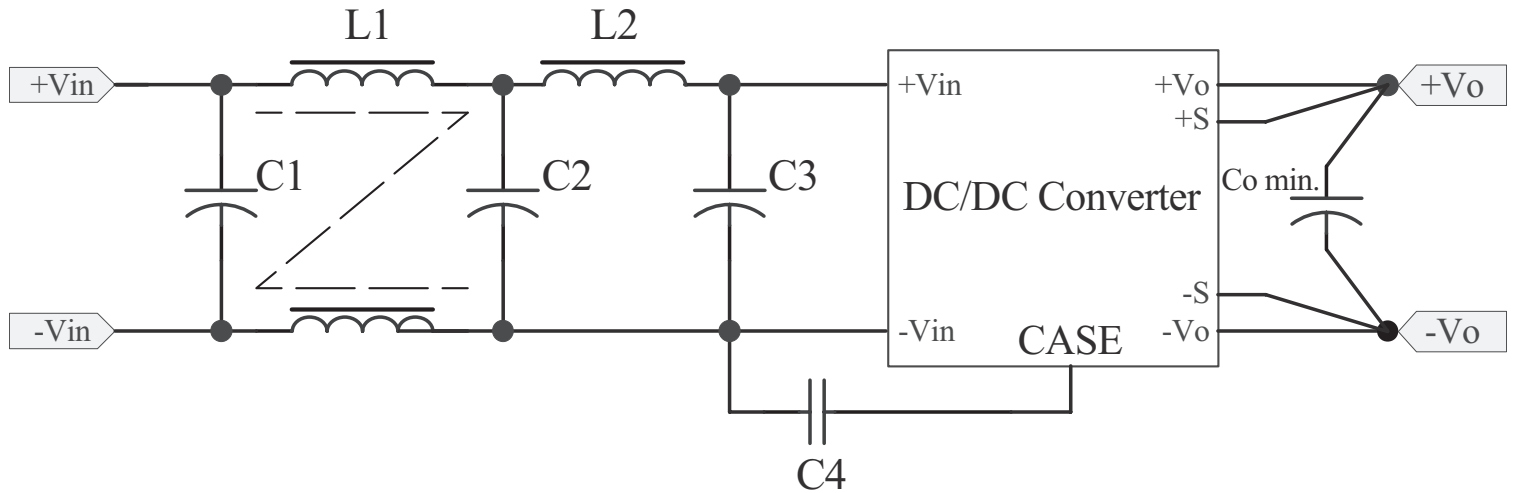 L1
L2
+Vin
+Vin
+Vo
+Vo
+S
C1
C2
C3
DC/DC Converter
Co min.
-S
-Vin
-Vin
CASE
-Vo
-Vo
C4